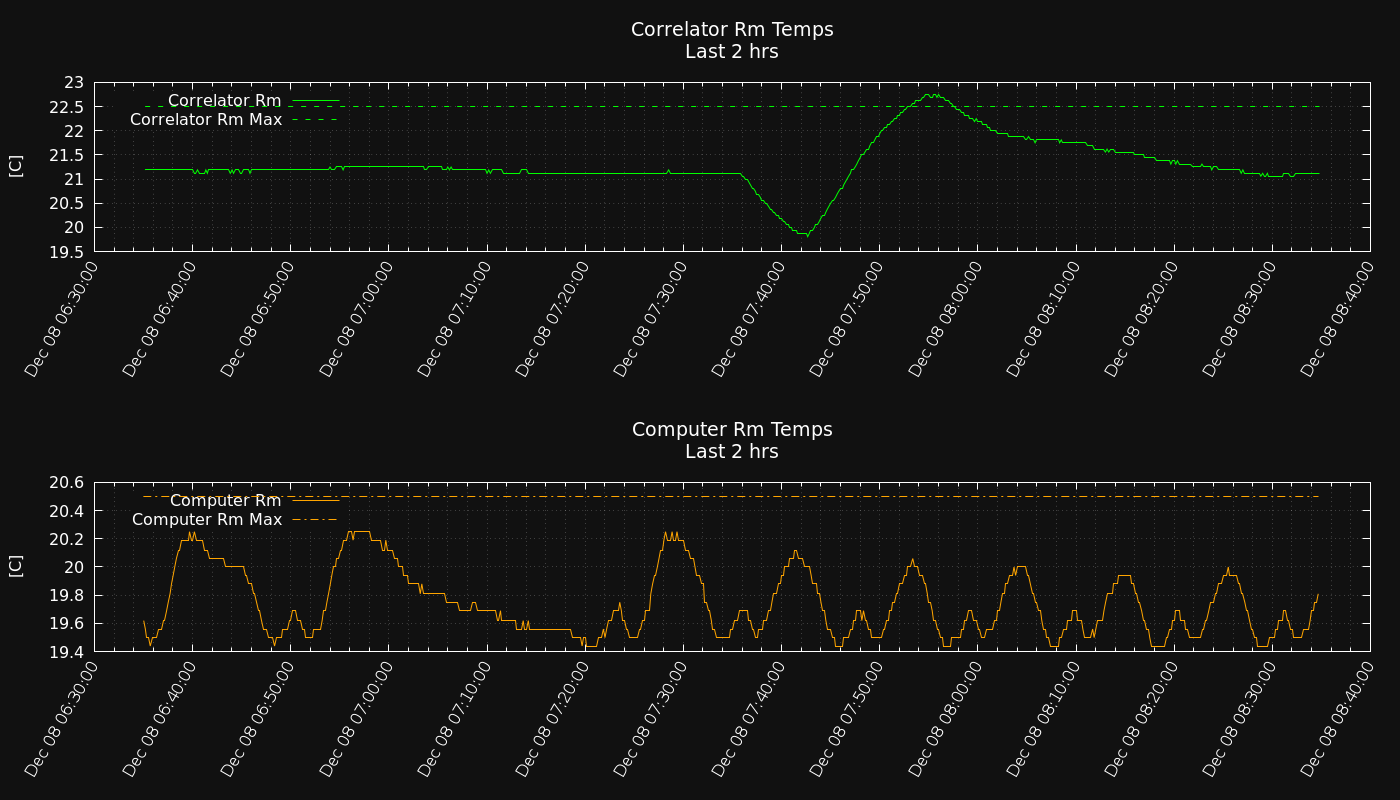 Correlator Rm Temps
Last 2 hrs
23
22.5
22
21.5
21
20.5
20
19.5
[C]
Correlator Rm
Correlator Rm Max
Dec 08 06:30:00
Dec 08 06:40:00
Dec 08 06:50:00
Dec 08 07:00:00
Dec 08 07:10:00
Dec 08 07:20:00
Dec 08 07:30:00
Dec 08 07:40:00
Dec 08 07:50:00
Dec 08 08:00:00
Dec 08 08:10:00
Dec 08 08:20:00
Dec 08 08:30:00
Dec 08 08:40:00
Computer Rm Temps
Last 2 hrs
20.6
20.4
20.2
20
19.8
19.6
19.4
[C]
Computer Rm
Computer Rm Max
Dec 08 06:30:00
Dec 08 06:40:00
Dec 08 06:50:00
Dec 08 07:00:00
Dec 08 07:10:00
Dec 08 07:20:00
Dec 08 07:30:00
Dec 08 07:40:00
Dec 08 07:50:00
Dec 08 08:00:00
Dec 08 08:10:00
Dec 08 08:20:00
Dec 08 08:30:00
Dec 08 08:40:00